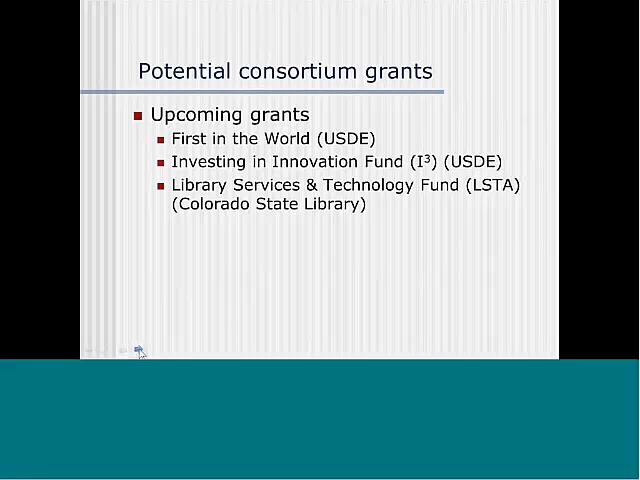 Potential consortium grants
Upcoming grants
First in the World (USDE)
Investing in Innovation Fund (I³) (USDE)
Library Services & Technology Fund (LSTA)
(Colorado State Library)